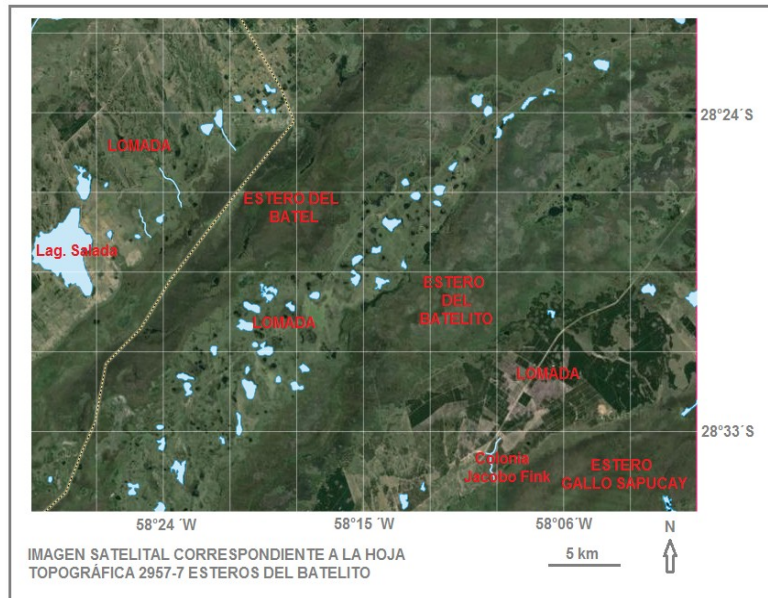 28°24´S
LOMADA
ESTERO DEL
BATEL
Lag. Salada
ESTERO
DEL
BATELITO
LOMADA
LOMADA
28°33´S
Colonia
Jacobo Fink
ESTERO
GALLO SAPUCAY
58°24 ´W
58°15 ´W
58°06´W
N
IMAGEN SATELITAL CORRESPONDIENTE A LA HOJA
TOPOGRÁFICA 2957-7 ESTEROS DEL BATELITO
5 km